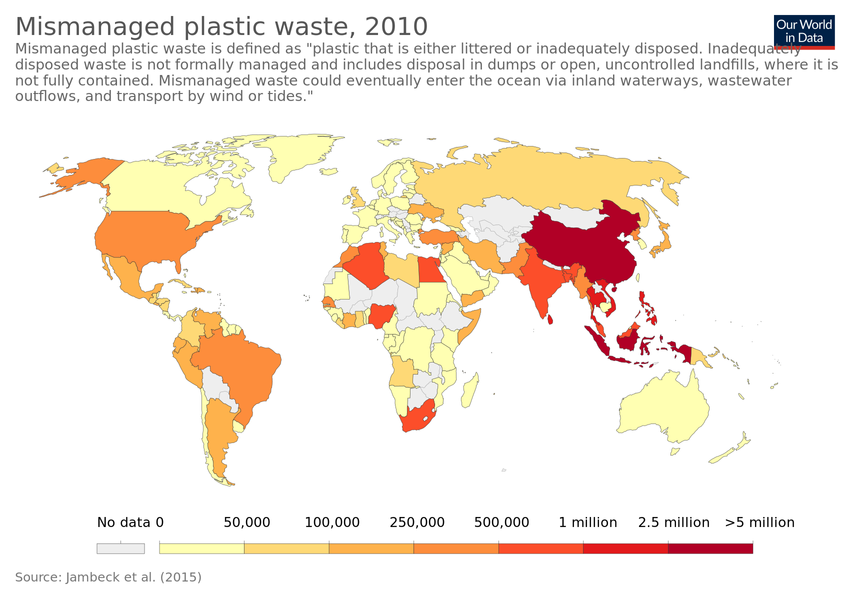 Mismanaged plastic waste, 2010
Our World
in Data
Mismanaged plastic waste is defined as "plastic that is either littered or inadequately disposed. Inadequately
disposed waste is not formally managed and includes disposal in dumps or open, uncontrolled landfills, where it is
not fully contained. Mismanaged waste could eventually enter the ocean via inland waterways, wastewater
outflows, and transport by wind or tides."
No data 0 50,000 100,000 250,000 500,000 1 million 2.5 million >5 million
Source: Jambeck et al. (2015)